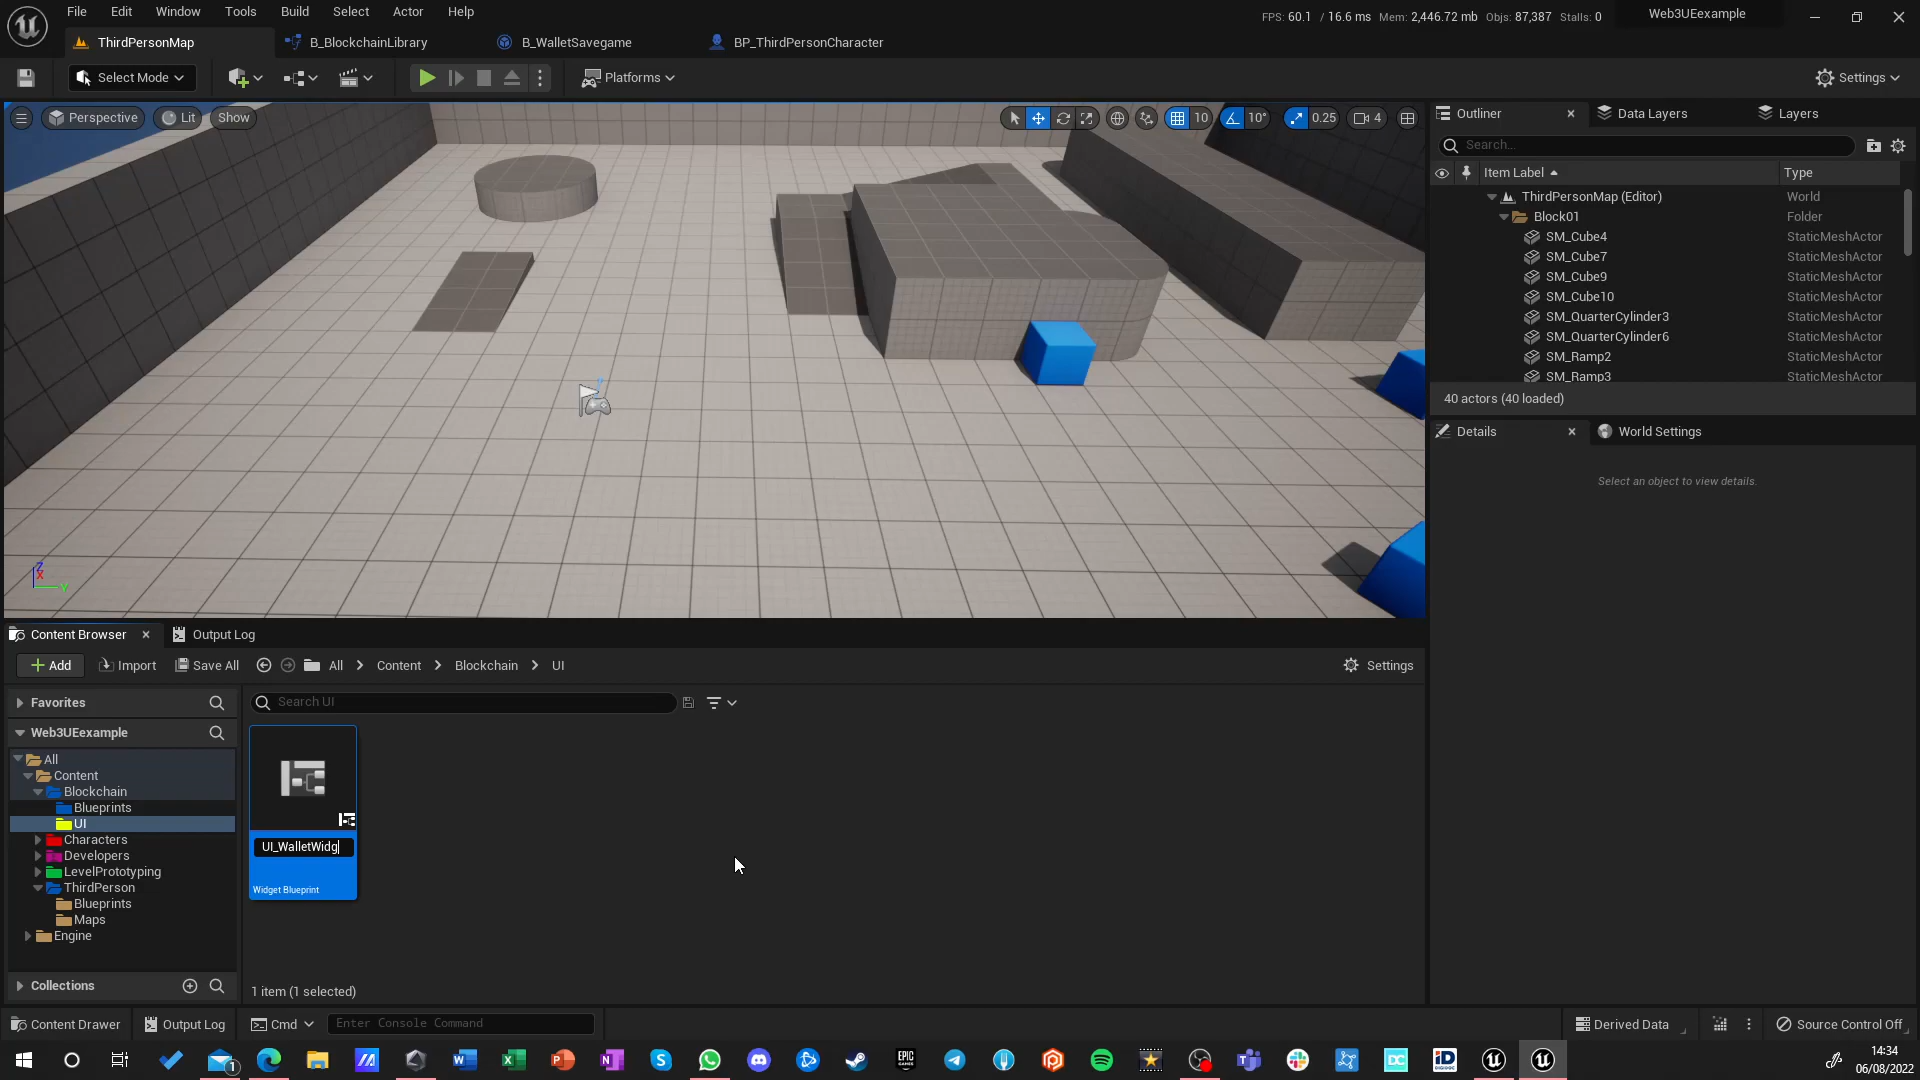 File Edit Window Tools Build Select Actor Help
FPS: 60.1 / 16.6 ms Mem: 2,446.72 mb Objs: 87,387 Stalls: 0
Web3UEexample
ThirdPersonMap
B_BlockchainLibrary
B_WalletSavegame
BP_ThirdPersonCharacter
Select Mode
Platforms
Settings
Perspective
Lit
Show
10
10°
0.25
4
Outliner
Data Layers
Layers
Search...
Item Label
Type
ThirdPersonMap (Editor) World
Block01 Folder
SM_Cube4 StaticMeshActor
SM_Cube7 StaticMeshActor
SM_Cube9 StaticMeshActor
SM_Cube10 StaticMeshActor
SM_QuarterCylinder3 StaticMeshActor
SM_QuarterCylinder6 StaticMeshActor
SM_Ramp2 StaticMeshActor
SM_Ramp3 StaticMeshActor
40 actors (40 loaded)
Details
World Settings
Select an object to view details.
Z
X
Y
Content Browser
Output Log
Add
Import
Save All
All > Content > Blockchain > UI
Settings
Favorites
Search UI
Web3UEexample
All
Content
Blockchain
Blueprints
UI
Characters
Developers
LevelPrototyping
ThirdPerson
Blueprints
Maps
Engine
UI_WalletWidg
Widget Blueprint
Collections
1 item (1 selected)
Content Drawer
Output Log
Cmd
Enter Console Command
Derived Data
Source Control Off
1
DC
iD
14:34
06/08/2022